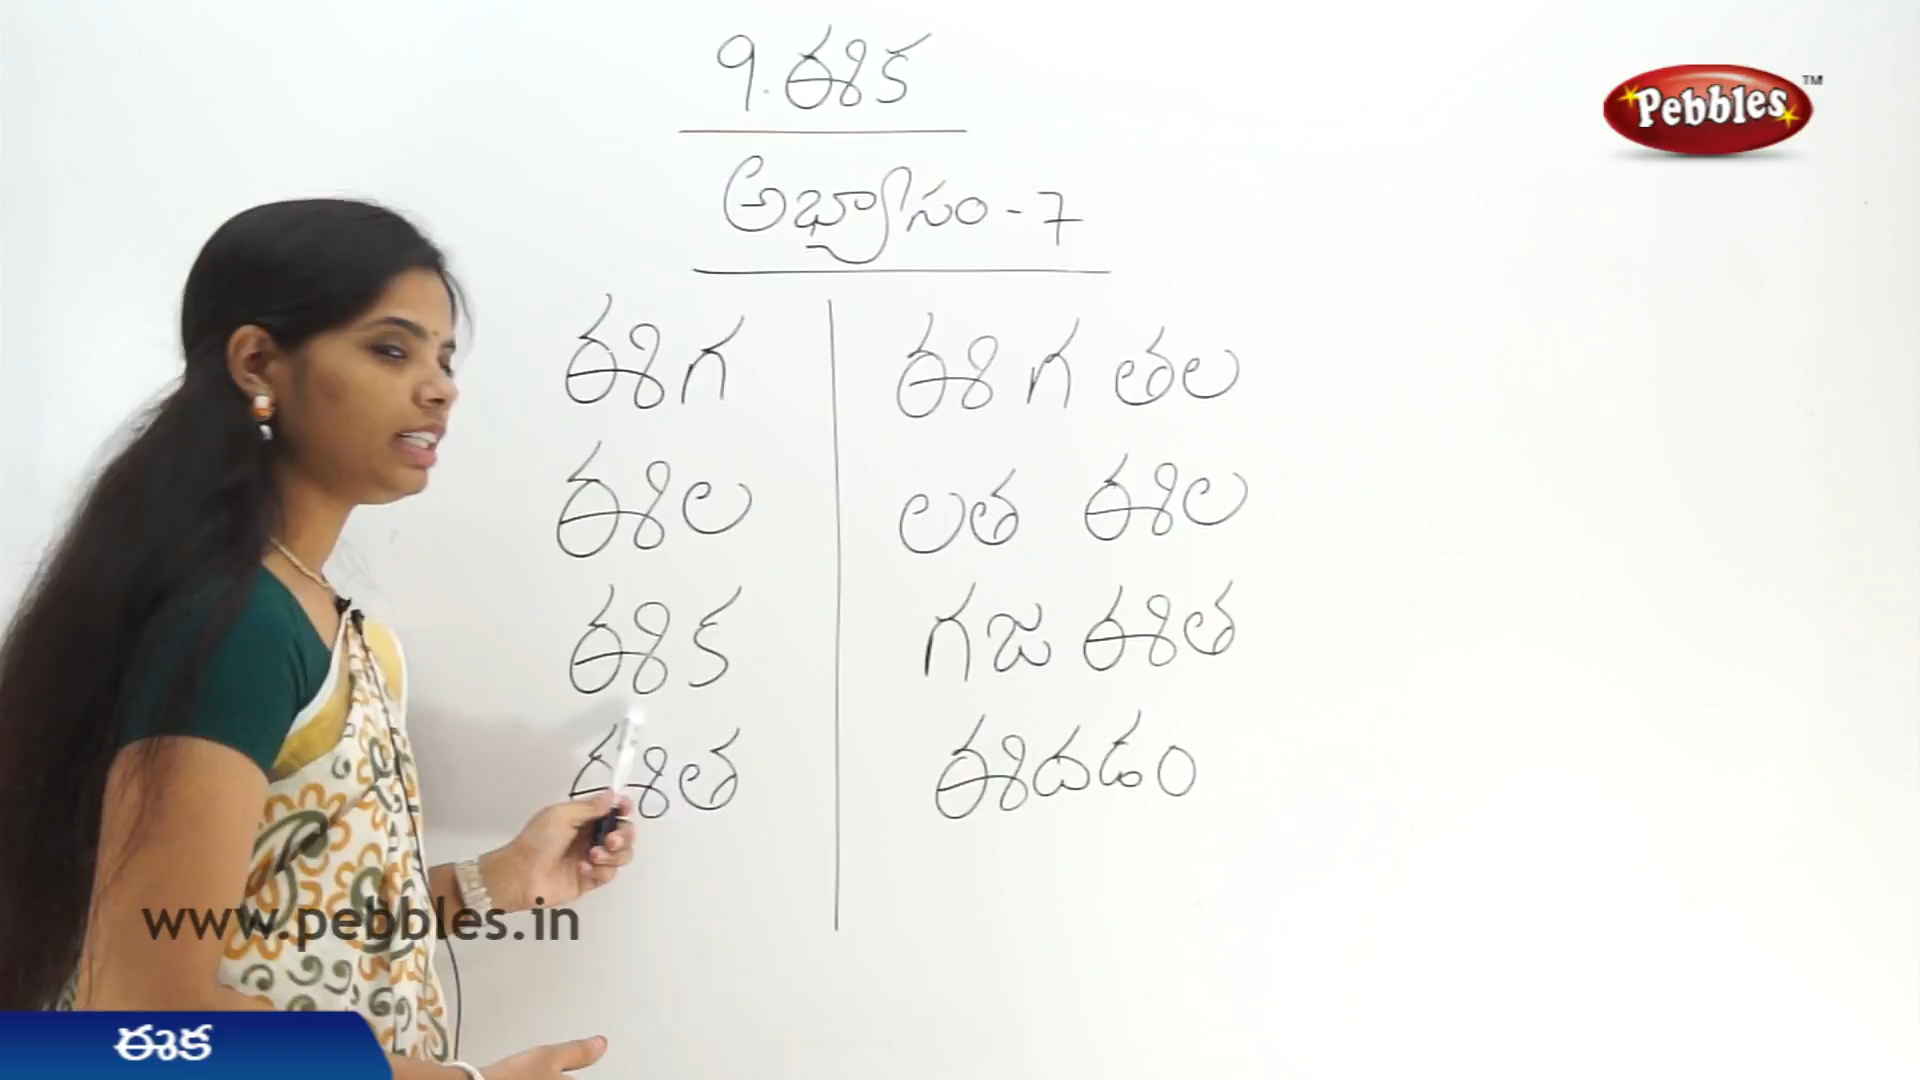 9. ఈక
Pebbles TM
అభ్యాసం - 7
ఈగ
ఈల
ఈక
ఈత
ఈగ తల
లత ఈల
గజ ఈత
ఈదడం
www.pebbles.in
ఈక